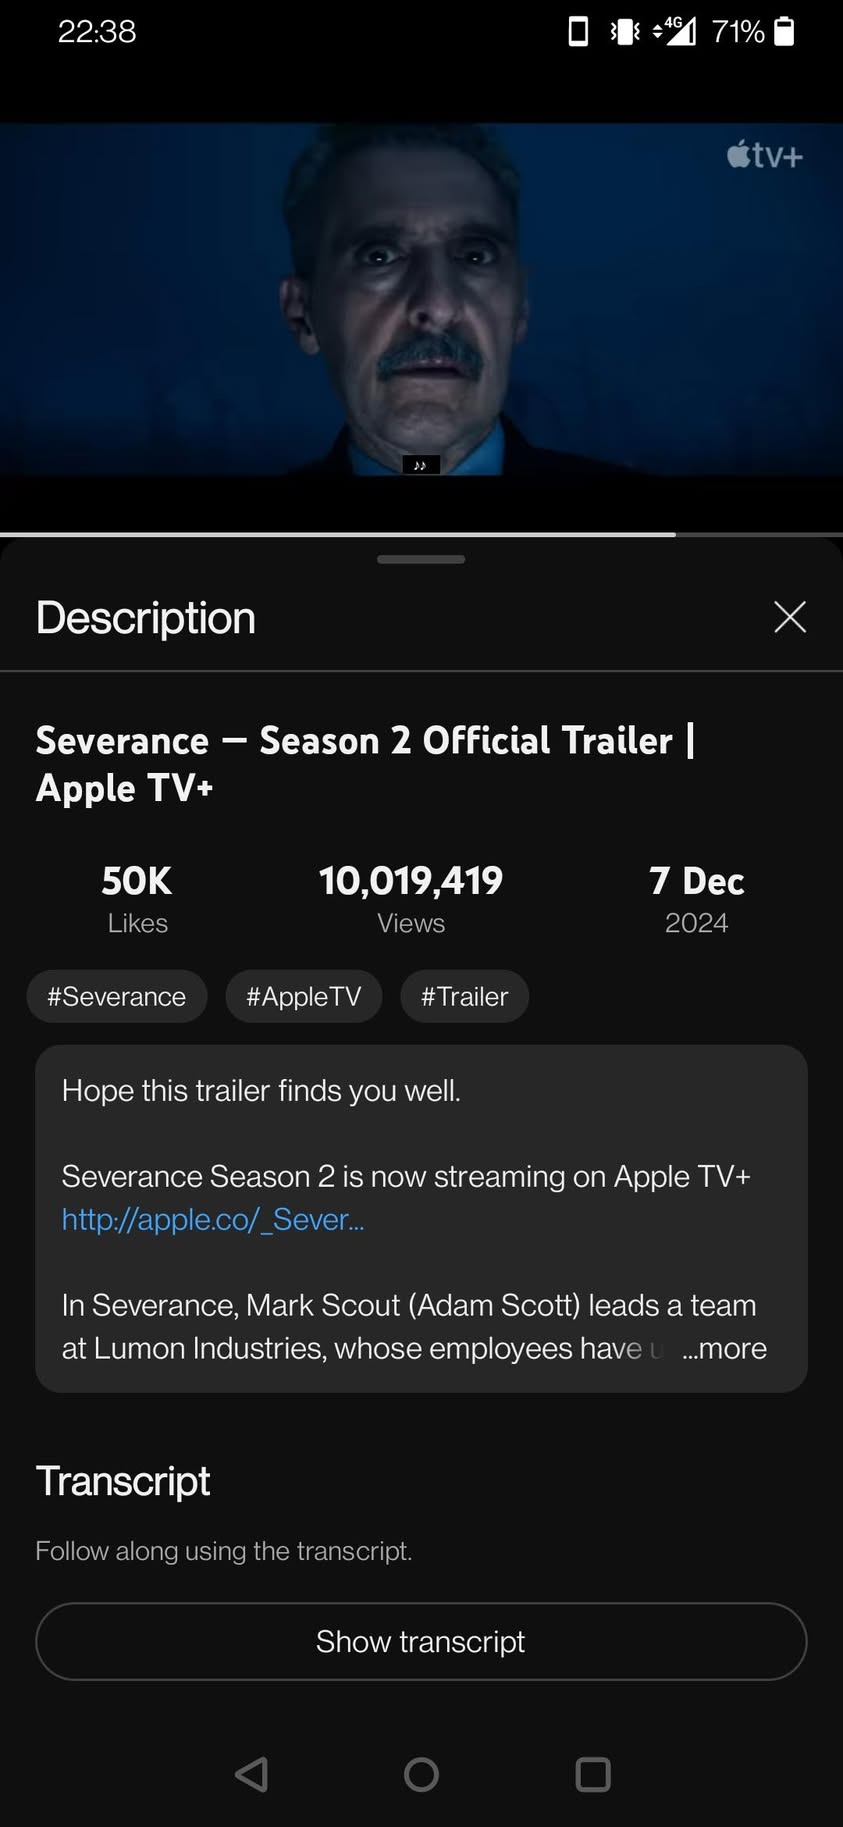 22:38
4G
71%
tv+
♪♪
Description
Severance – Season 2 Official Trailer |
Apple TV+
50K
10,019,419
7 Dec
Likes
Views
2024
#Severance
#AppleTV
#Trailer
Hope this trailer finds you well.
Severance Season 2 is now streaming on Apple TV+
http://apple.co/_Sever...
In Severance, Mark Scout (Adam Scott) leads a team
at Lumon Industries, whose employees have u ...more
Transcript
Follow along using the transcript.
Show transcript